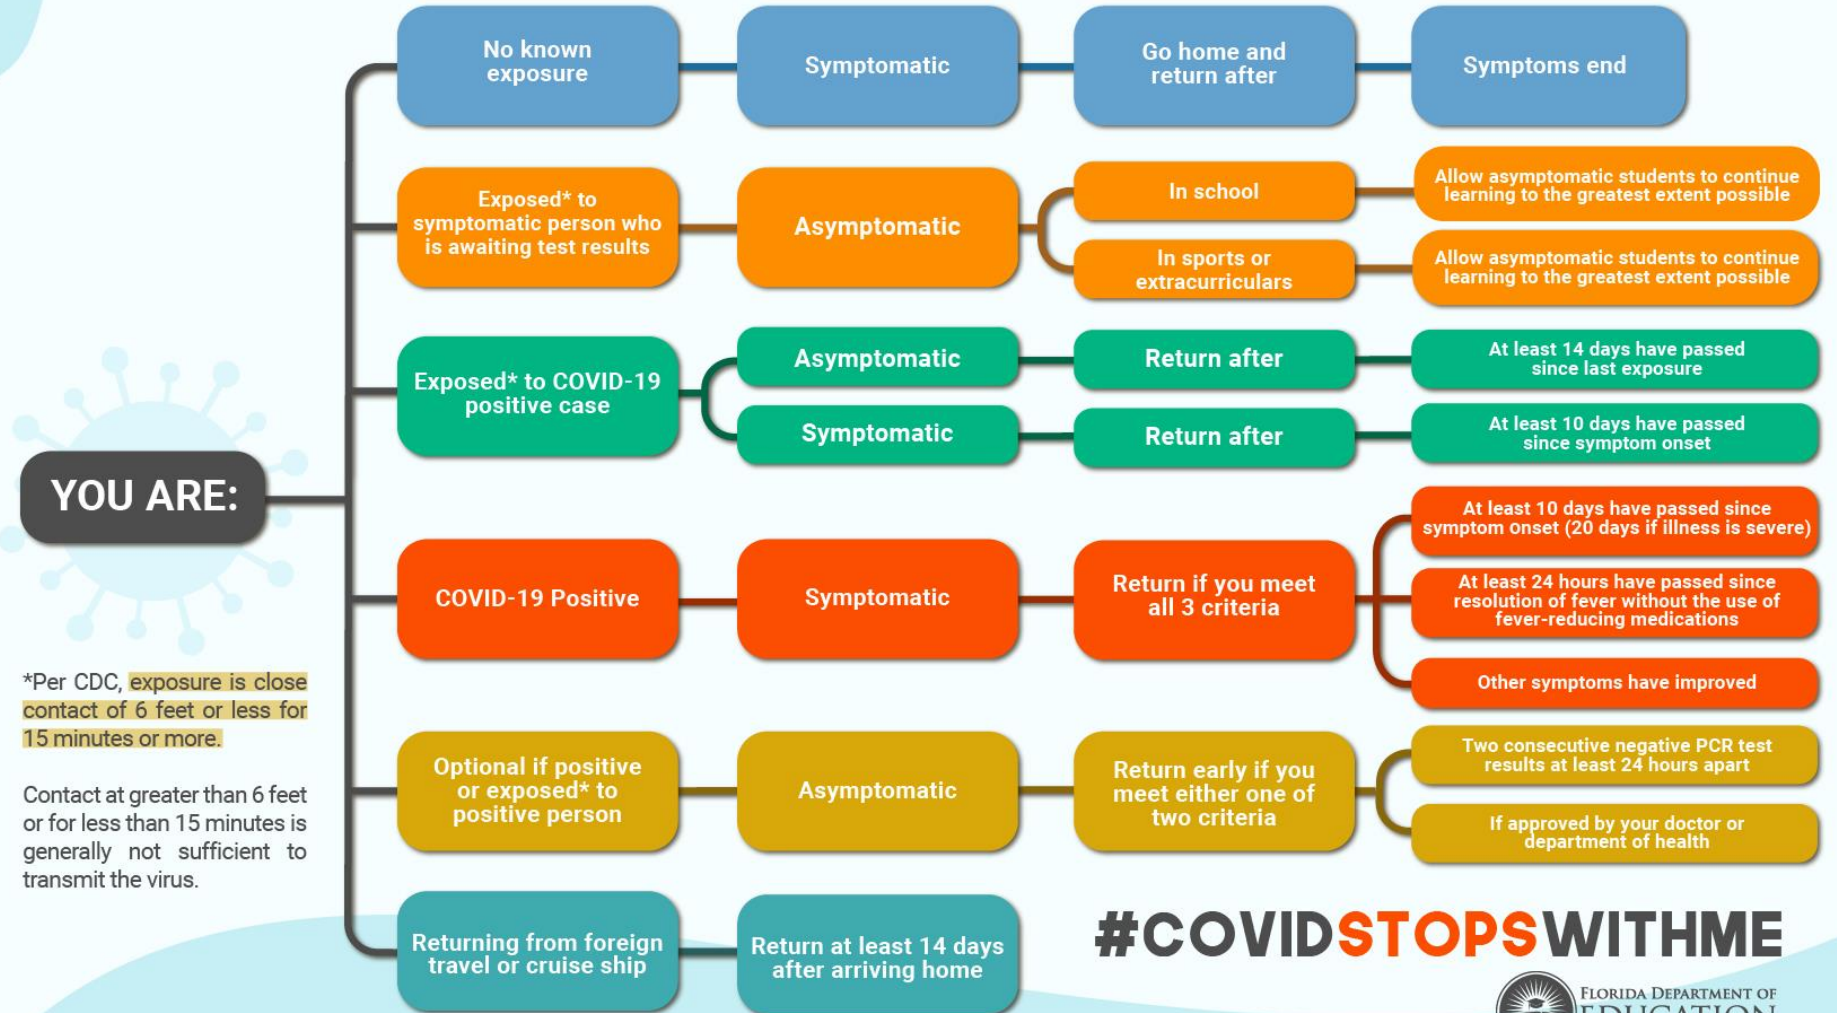 No known
exposure
Symptomatic
Go home and
return after
Symptoms end
Exposed* to
symptomatic person who
is awaiting test results
Asymptomatic
In school
Allow asymptomatic students to continue
learning to the greatest extent possible
In sports or
extracurriculars
Allow asymptomatic students to continue
learning to the greatest extent possible
Exposed* to COVID-19
positive case
Asymptomatic
Return after
At least 14 days have passed
since last exposure
Symptomatic
Return after
At least 10 days have passed
since symptom onset
YOU ARE:
COVID-19 Positive
Symptomatic
Return if you meet
all 3 criteria
At least 10 days have passed since
symptom onset (20 days if illness is severe)
At least 24 hours have passed since
resolution of fever without the use of
fever-reducing medications
Other symptoms have improved
*Per CDC, exposure is close
contact of 6 feet or less for
15 minutes or more.
Contact at greater than 6 feet
or for less than 15 minutes is
generally not sufficient to
transmit the virus.
Optional if positive
or exposed* to
positive person
Asymptomatic
Return early if you
meet either one of
two criteria
Two consecutive negative PCR test
results at least 24 hours apart
If approved by your doctor or
department of health
Returning from foreign
travel or cruise ship
Return at least 14 days
after arriving home
#COVIDSTOPSWITHME
FLORIDA DEPARTMENT OF
EDUCATION